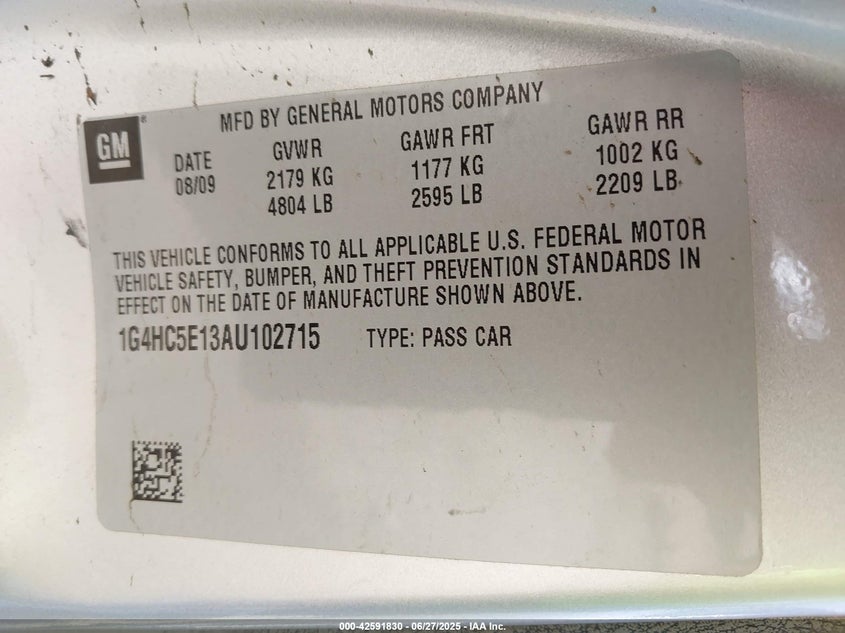 MFD BY GENERAL MOTORS COMPANY
GM®
DATE GVWR GAWR FRT GAWR RR
08/09 2179 KG 1177 KG 1002 KG
4804 LB 2595 LB 2209 LB
THIS VEHICLE CONFORMS TO ALL APPLICABLE U.S. FEDERAL MOTOR
VEHICLE SAFETY, BUMPER, AND THEFT PREVENTION STANDARDS IN
EFFECT ON THE DATE OF MANUFACTURE SHOWN ABOVE.
1G4HC5E13AU102715 TYPE: PASS CAR
000-42591830 - 06/27/2025 - IAA Inc.